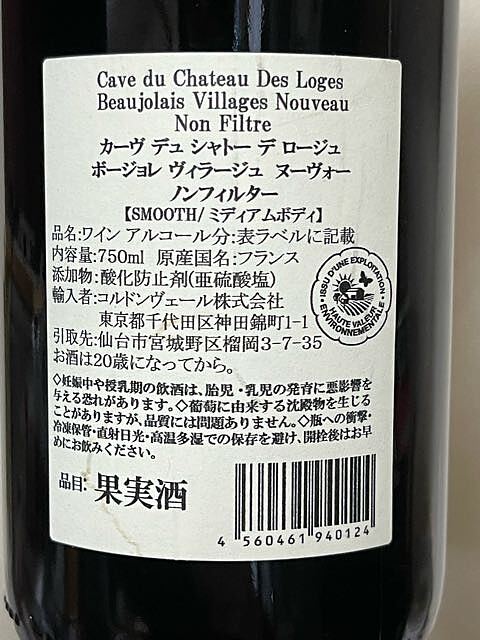 Cave du Chateau Des Loges
Beaujolais Villages Nouveau
Non Filtre
カーヴ デュ シャトー デ ロージュ
ボージョレ ヴィラージュ ヌーヴォー
ノンフィルター
【SMOOTH/ミディアムボディ】
品名:ワイン アルコール分:表ラベルに記載
内容量:750ml 原産国名:フランス
添加物:酸化防止剤(亜硫酸塩)
輸入者:コルドンヴェール株式会社
東京都千代田区神田錦町1-1
引取先:仙台市宮城野区榴岡3-7-35
お酒は20歳になってから。
ISSU D'UNE EXPLOITATION
HAUTE VALEUR
ENVIRONNEMENTALE
◇妊娠中や授乳期の飲酒は、胎児・乳児の発育に悪影響を
与える恐れがあります。◇葡萄に由来する沈殿物を生じる
ことがありますが、品質には問題ありません。◇瓶への衝撃・
冷凍保管・直射日光・高温多湿での保存を避け、開栓後はお早
めにお飲みください。
品目: 果実酒
4 560461 940124